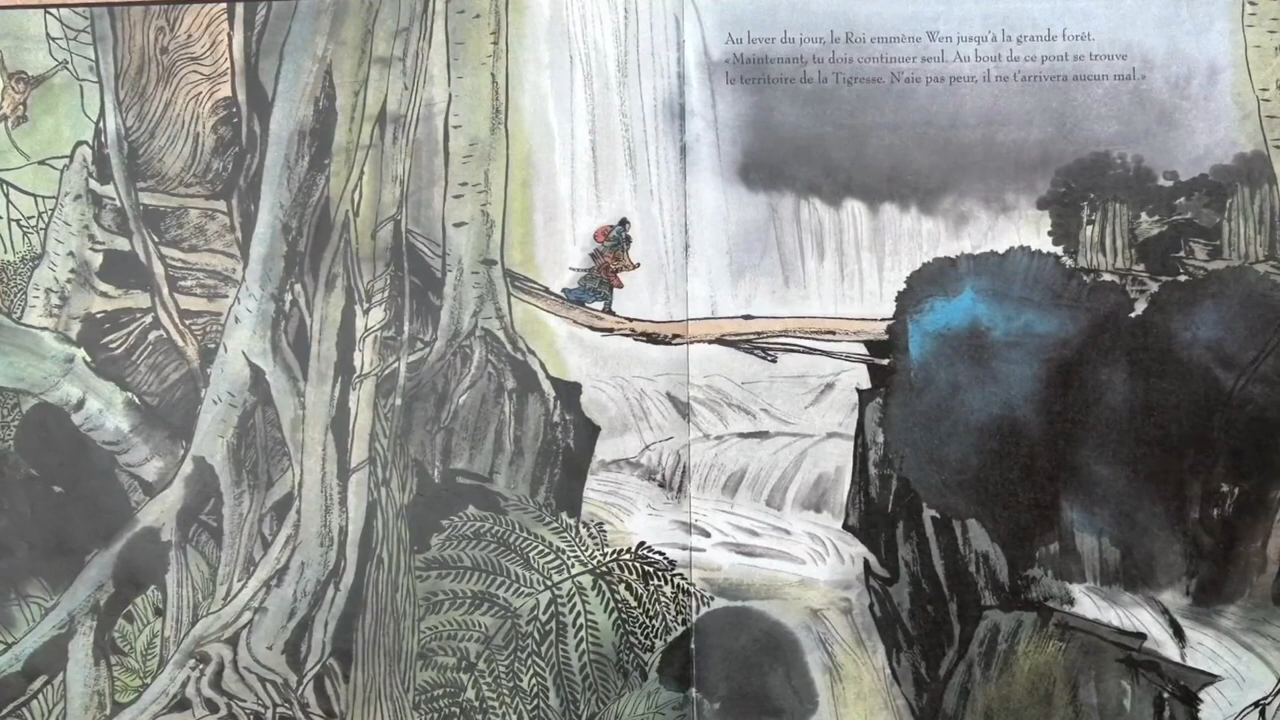 Au lever du jour, le Roi emmène Wen jusqu'à la grande forêt.
«Maintenant, tu dois continuer seul. Au bout de ce pont se trouve
le territoire de la Tigresse. N'aie pas peur, il ne t'arrivera aucun mal.»